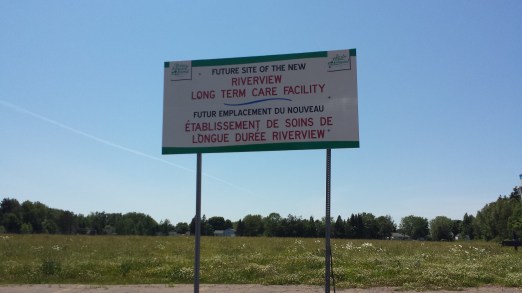 FUTURE SITE OF THE NEW
RIVERVIEW
LONG TERM CARE FACILITY
FUTUR EMPLACEMENT DU NOUVEAU
ÉTABLISSEMENT DE SOINS DE
LONGUE DURÉE RIVERVIEW